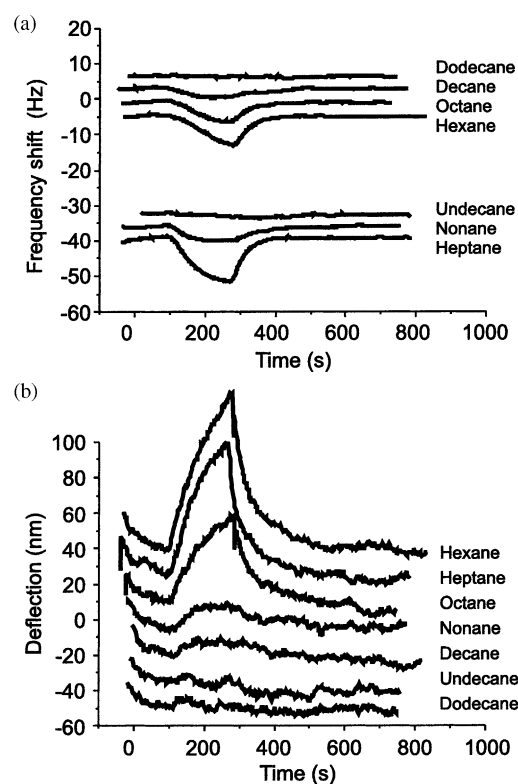 (a)
20
10
0
-10
-20
-30
-40
-50
-60
Frequency shift (Hz)
Dodecane
Decane
Octane
Hexane
Undecane
Nonane
Heptane
0 200 400 600 800 1000
Time (s)
(b)
100
80
60
40
20
0
-20
-40
-60
Deflection (nm)
Hexane
Heptane
Octane
Nonane
Decane
Undecane
Dodecane
0 200 400 600 800 1000
Time (s)